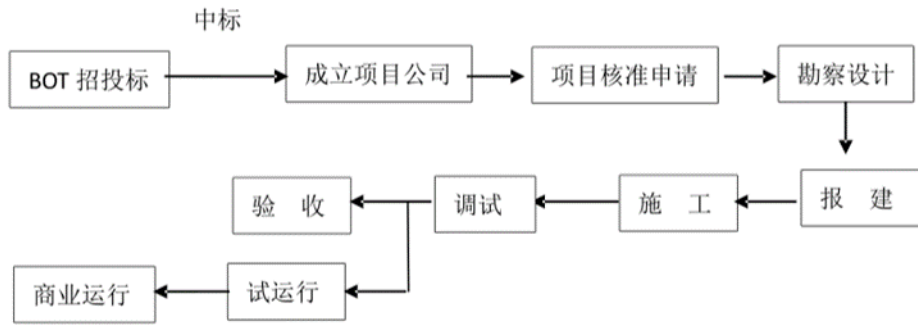 中标
BOT 招投标
成立项目公司
项目核准申请
勘察设计
报 建
施 工
调试
验 收
试运行
商业运行